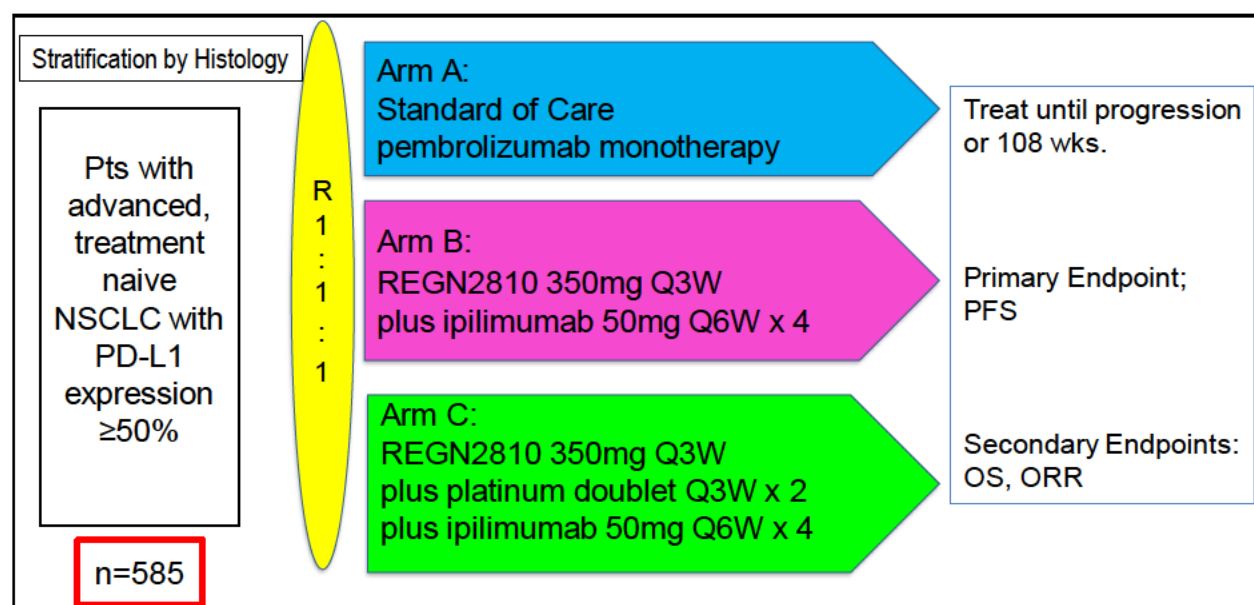 Stratification by Histology
Pts with
advanced,
treatment
naive
NSCLC with
PD-L1
expression
≥50%
n=585
R
1
:
1
:
1
Arm A:
Standard of Care
pembrolizumab monotherapy
Arm B:
REGN2810 350mg Q3W
plus ipilimumab 50mg Q6W x 4
Arm C:
REGN2810 350mg Q3W
plus platinum doublet Q3W x 2
plus ipilimumab 50mg Q6W x 4
Treat until progression
or 108 wks.
Primary Endpoint;
PFS
Secondary Endpoints:
OS, ORR